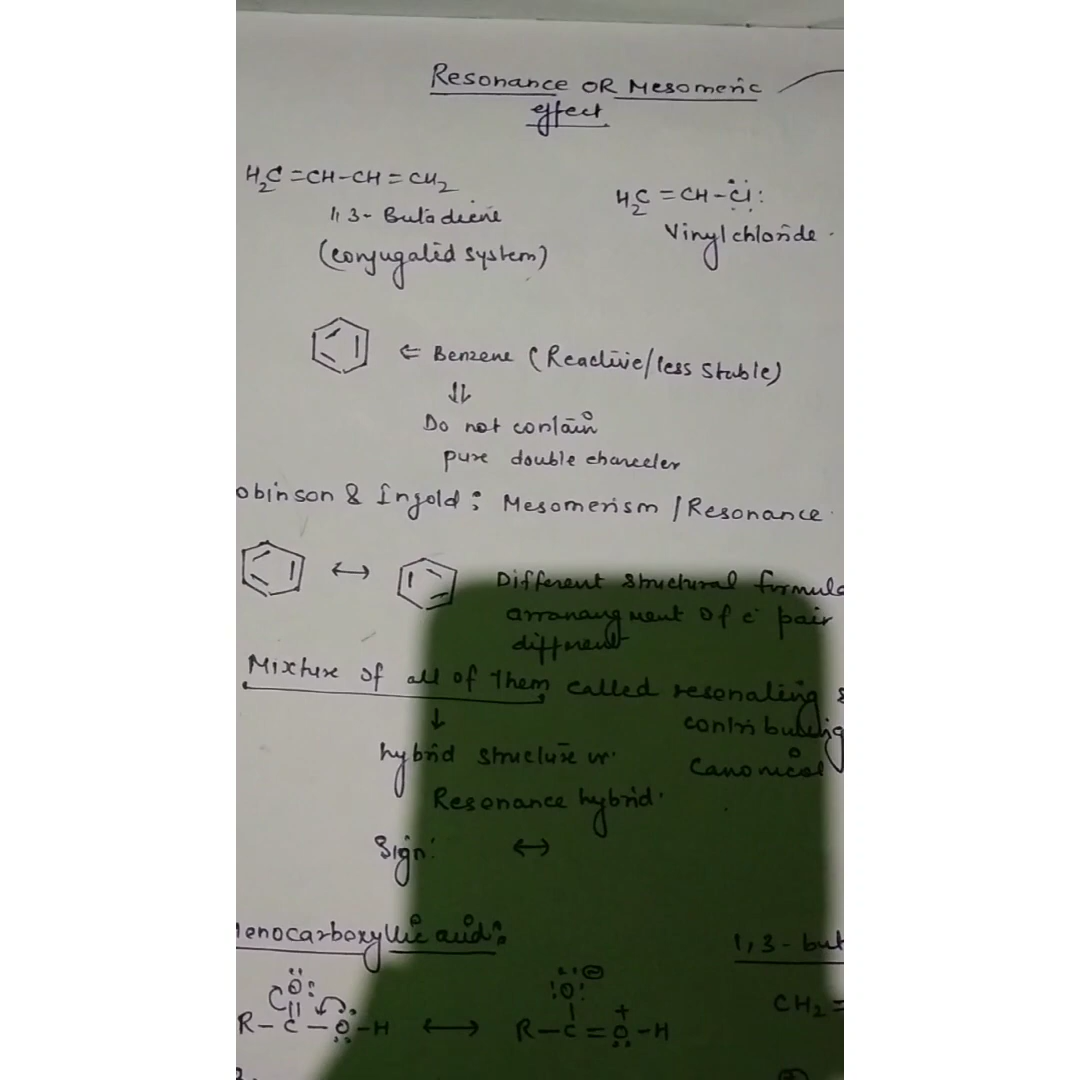 Resonance OR Mesomeric
effect
H2C=CH-CH=CH2
1,3-Butadiene
(conjugated system)
H2C=CH-Cl:
Vinyl chloride.
⇐ Benzene (Reactive/less stable)
⇓
Do not contain
pure double charecter
obinson & Ingold: Mesomerism/Resonance.
↔ Different structural formula
arranangment of e- pair
different
Mixture of all of them called resonating s
contributing
↓
hybrid structure or
Canonical
Resonance hybrid.
Sign: ↔
enocarboxyllic acid:
1,3-but
:O:
R-C-O-H ↔ R-C=O-H
CH2=